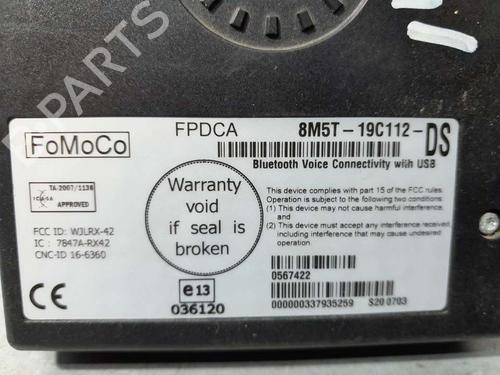 B-PARTS
FoMoCo
FPDCA
8M5T-19C112-DS
Bluetooth Voice Connectivity with USB
TA-2007/1136
ICASA
APPROVED
FCC ID: WJLRX-42
IC : 7847A-RX42
CNC-ID 16-6360
CE
Warranty
void
if seal is
broken
e13
036120
This device complies with part 15 of the FCC rules.
Operation is subject to the following two conditions:
(1) This device may not cause harmful interference,
and
(2) This device must accept any interference received,
including interference that may cause undesired
operation.
0567422
000000337935259
S20 0703